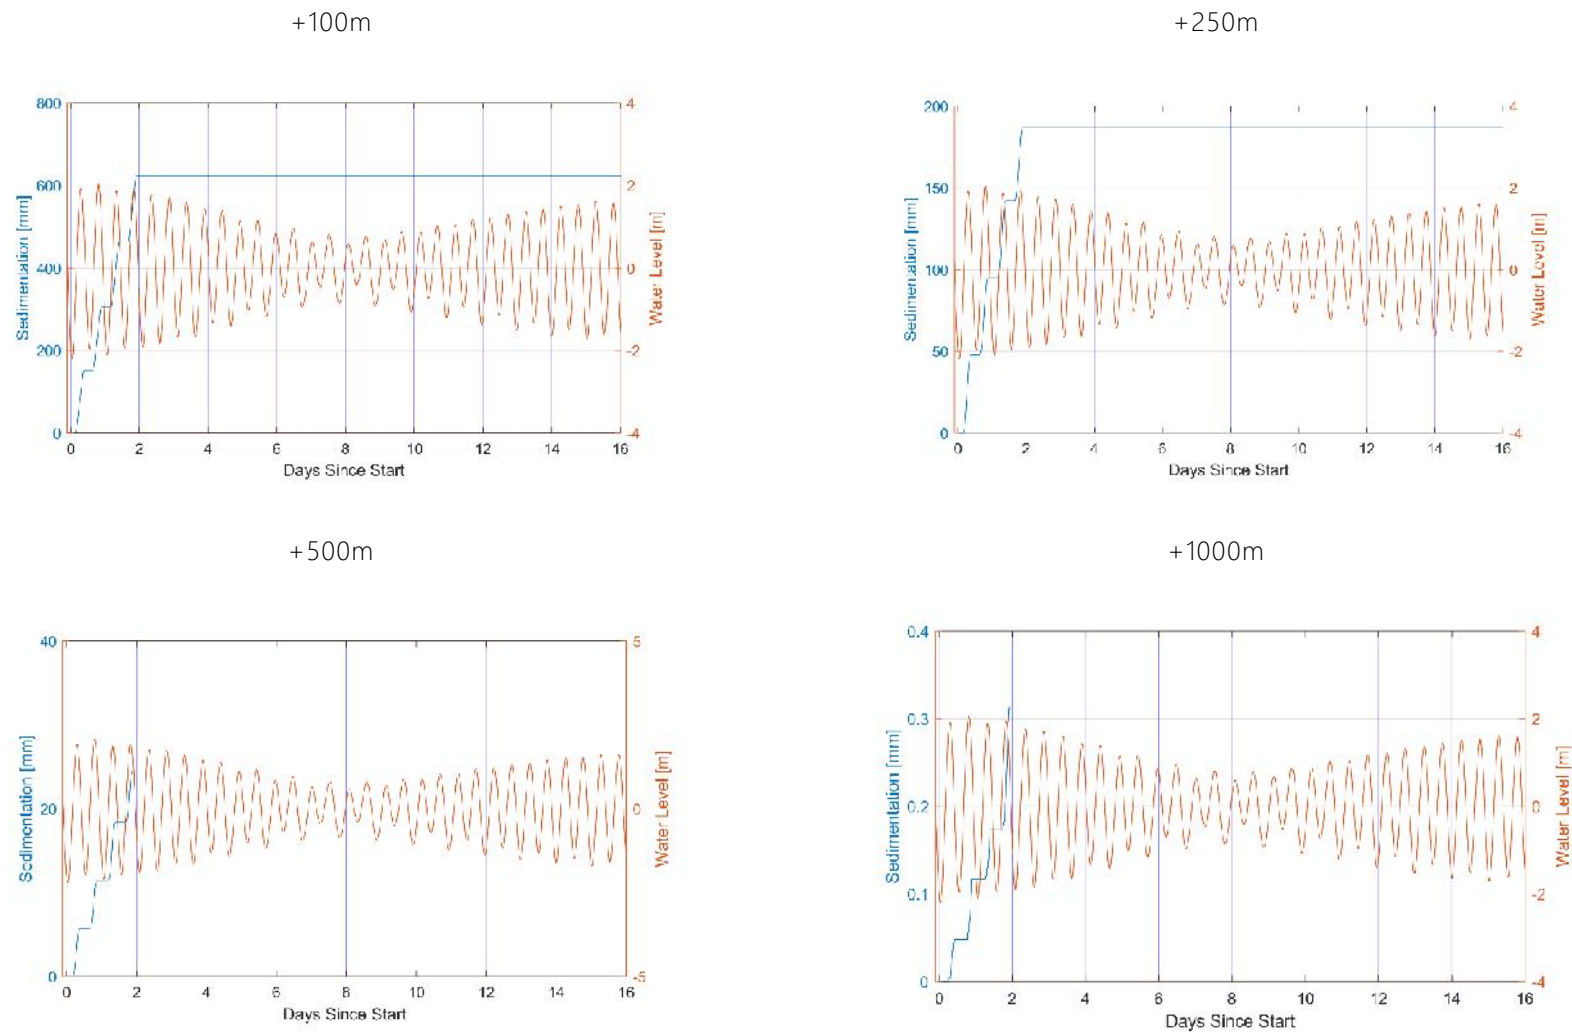 +100m
800
600
400
200
0
Sedimentation [mm]
4
2
0
-2
-4
Water Level [m]
0 2 4 6 8 10 12 14 16
Days Since Start
+250m
200
150
100
50
0
Sedimentation [mm]
4
2
0
-2
-4
Water Level [m]
0 2 4 6 8 10 12 14 16
Days Since Start
+500m
40
30
20
10
0
Sedimentation [mm]
5
0
-5
Water Level [m]
0 2 4 6 8 10 12 14 16
Days Since Start
+1000m
0.4
0.3
0.2
0.1
0
Sedimentation [mm]
4
2
0
-2
-4
Water Level [m]
0 2 4 6 8 10 12 14 16
Days Since Start